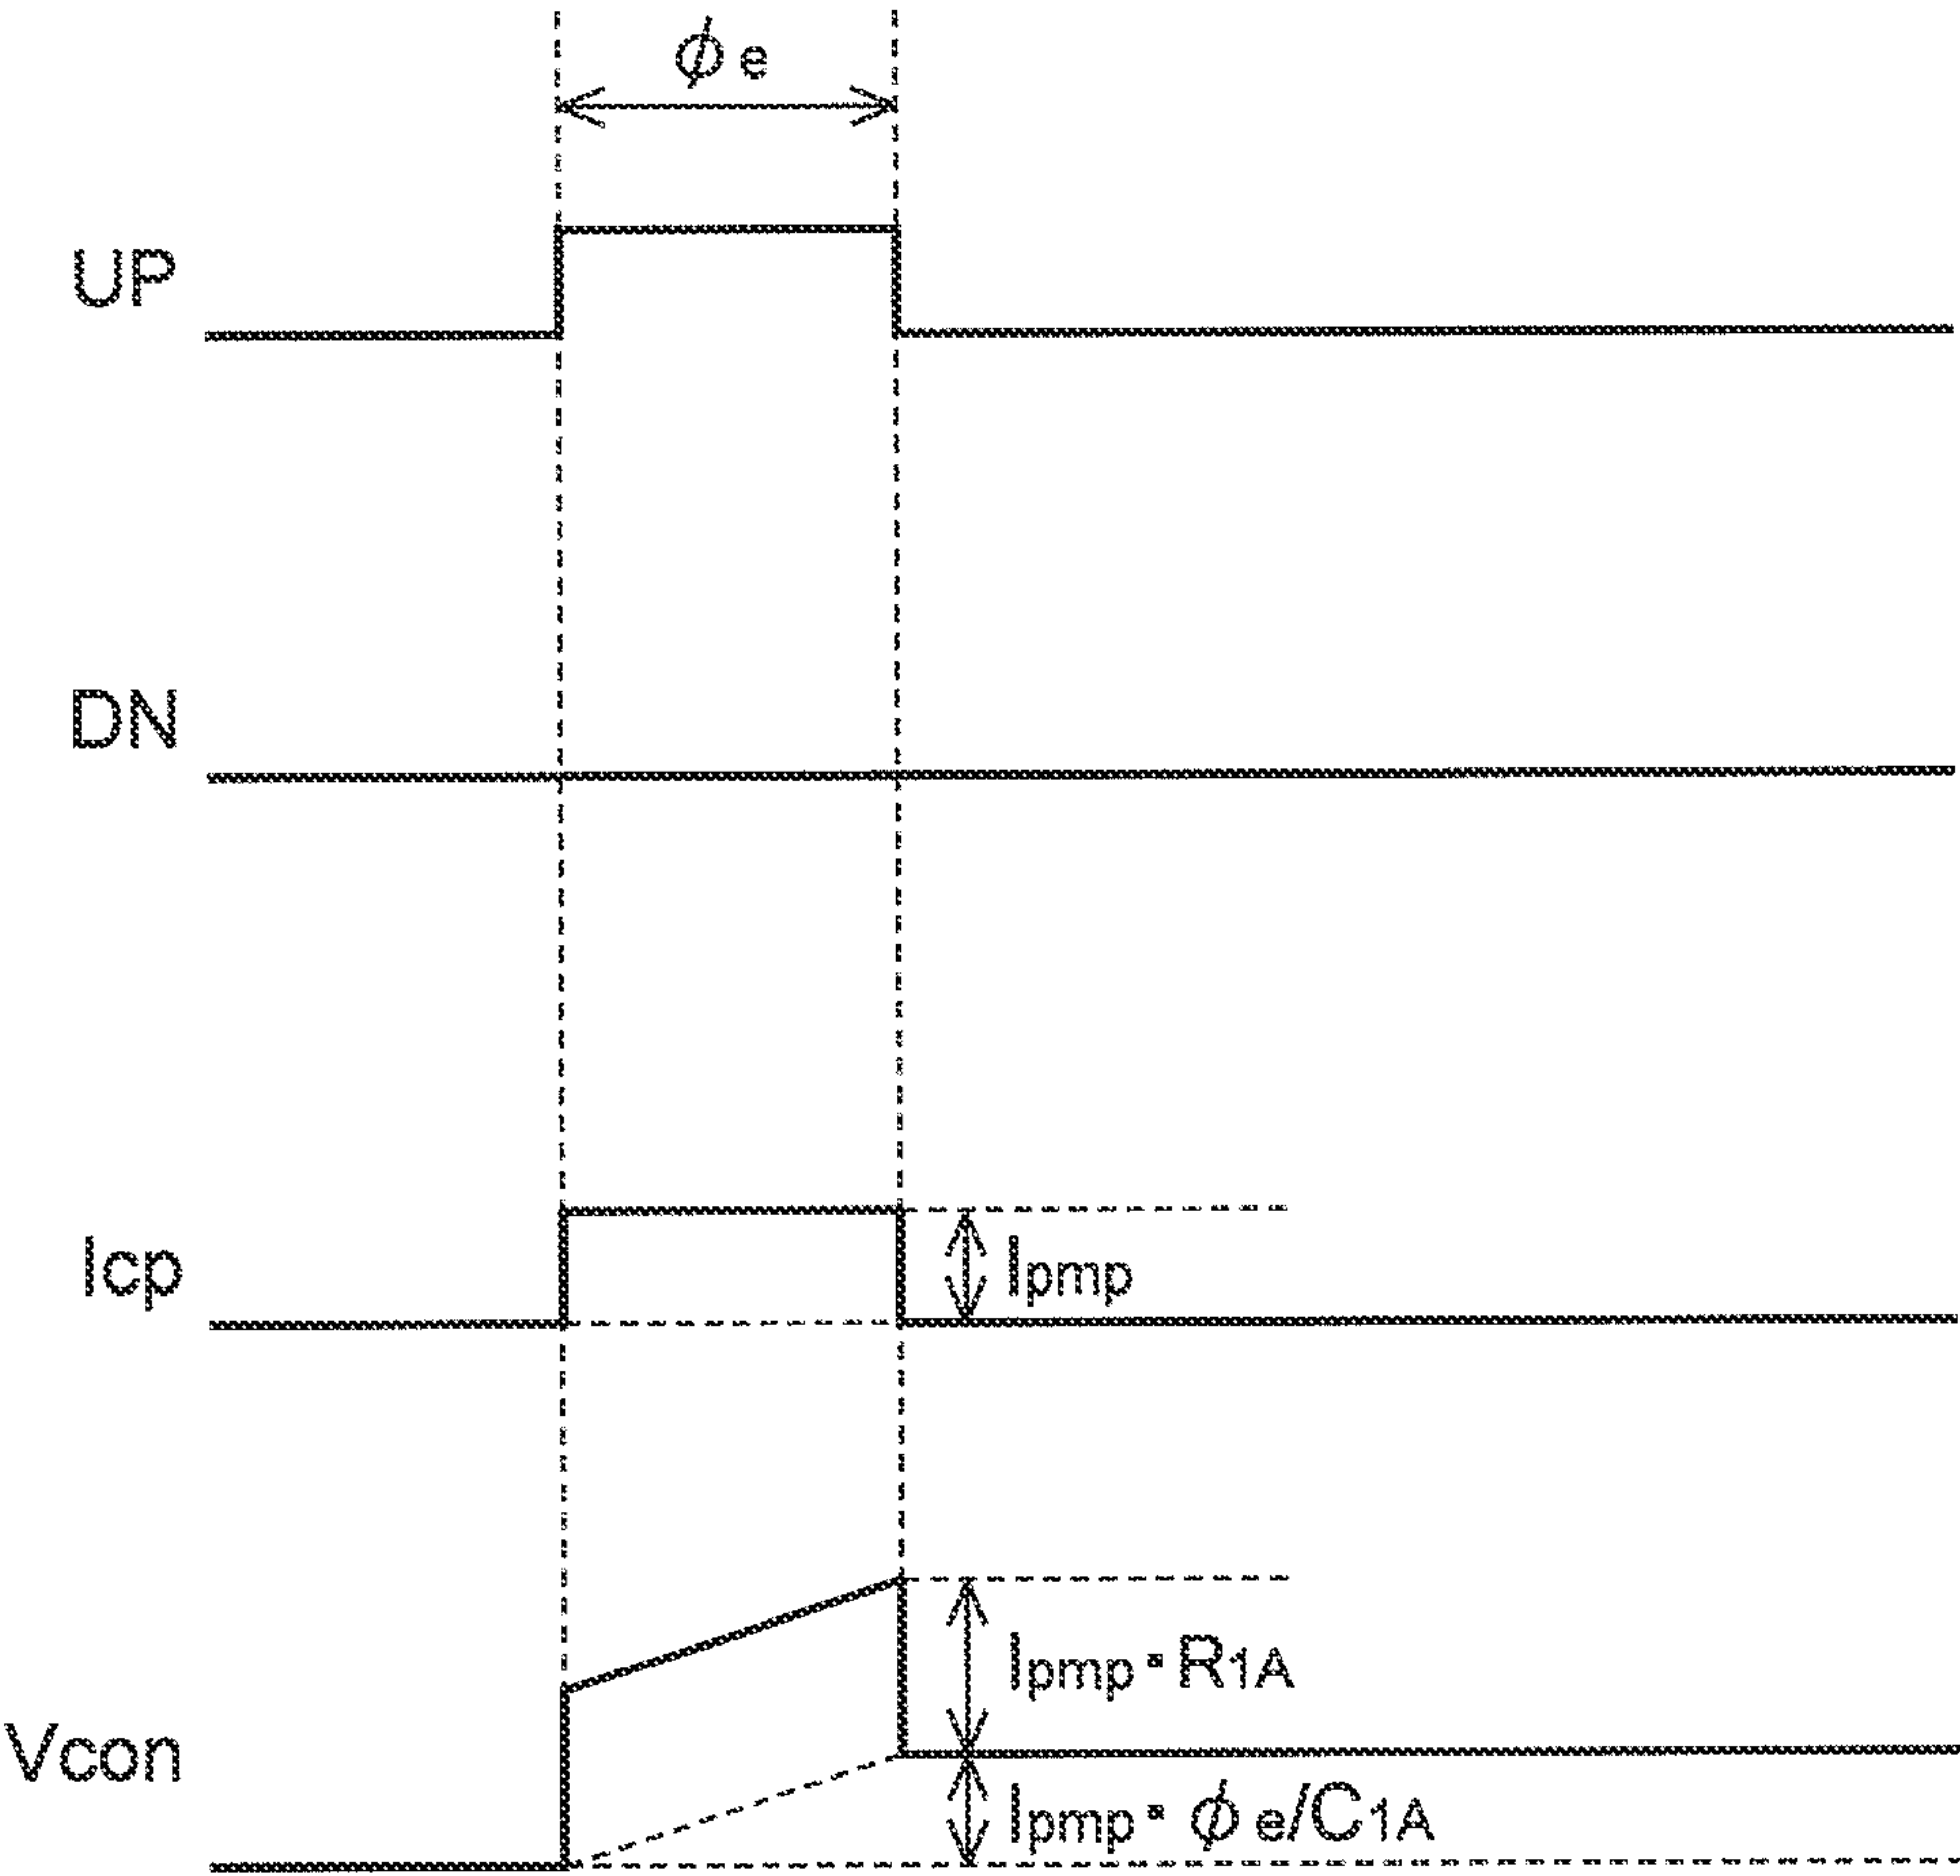 ϕe
UP
DN
Icp
Ipmp
Ipmp・R1A
Vcon
Ipmp・ϕe/C1A